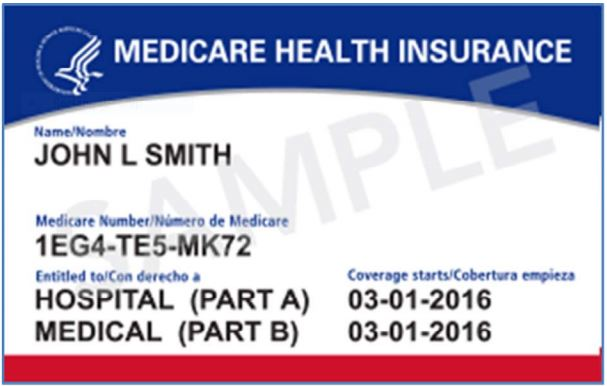 MEDICARE HEALTH INSURANCE
Name/Nombre
JOHN L SMITH
Medicare Number/Número de Medicare
1EG4-TE5-MK72
Entitled to/Con derecho a
Coverage starts/Cobertura empieza
HOSPITAL (PART A) 03-01-2016
MEDICAL (PART B) 03-01-2016
SAMPLE